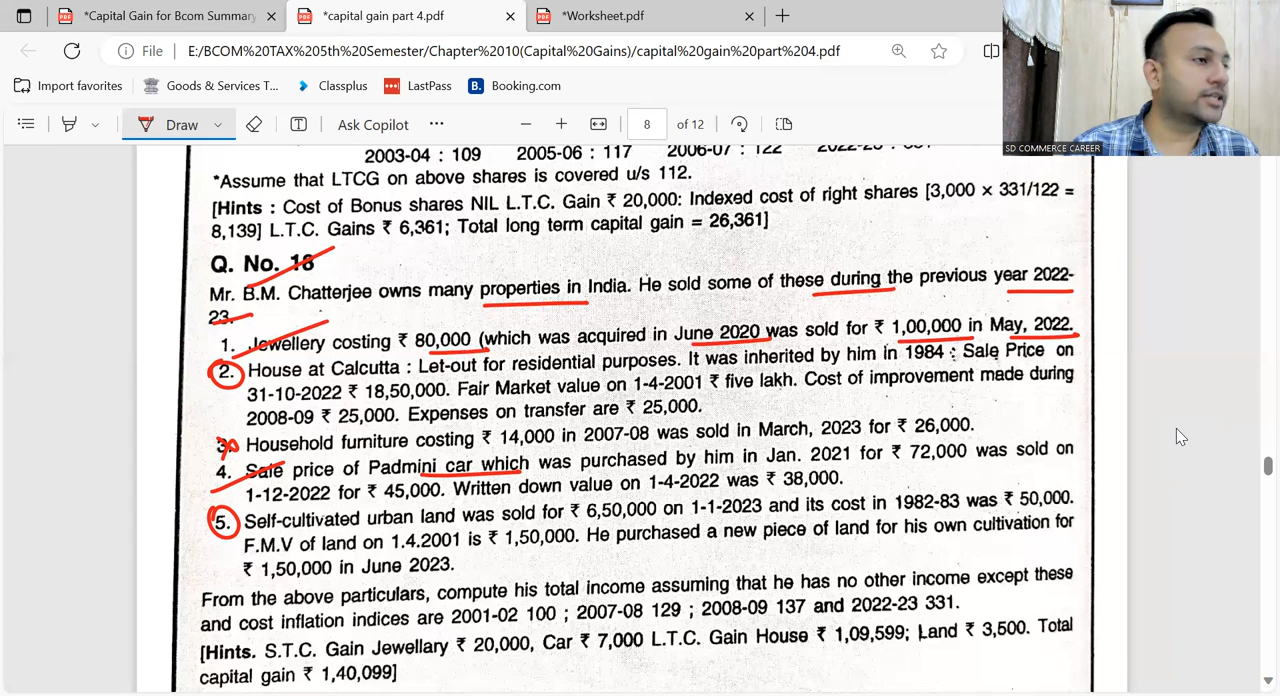 *Capital Gain for Bcom Summary
*capital gain part 4.pdf
*Worksheet.pdf
File E:/BCOM%20TAX%205th%20Semester/Chapter%2010(Capital%20Gains)/capital%20gain%20part%204.pdf
Import favorites Goods & Services T... Classplus LastPass B. Booking.com
Draw Ask Copilot 8 of 12
SD COMMERCE CAREER
2003-04 : 109 2005-06 : 117 2006-07 : 122
*Assume that LTCG on above shares is covered u/s 112.
[Hints : Cost of Bonus shares NIL L.T.C. Gain ₹ 20,000: Indexed cost of right shares [3,000 × 331/122 =
8,139] L.T.C. Gains ₹ 6,361; Total long term capital gain = 26,361]
Q. No. 18
Mr. B.M. Chatterjee owns many properties in India. He sold some of these during the previous year 2022-
23.
1. Jewellery costing ₹ 80,000 (which was acquired in June 2020 was sold for ₹ 1,00,000 in May, 2022.
2. House at Calcutta : Let-out for residential purposes. It was inherited by him in 1984 : Sale Price on
31-10-2022 ₹ 18,50,000. Fair Market value on 1-4-2001 ₹ five lakh. Cost of improvement made during
2008-09 ₹ 25,000. Expenses on transfer are ₹ 25,000.
3. Household furniture costing ₹ 14,000 in 2007-08 was sold in March, 2023 for ₹ 26,000.
4. Sale price of Padmini car which was purchased by him in Jan. 2021 for ₹ 72,000 was sold on
1-12-2022 for ₹ 45,000. Written down value on 1-4-2022 was ₹ 38,000.
5. Self-cultivated urban land was sold for ₹ 6,50,000 on 1-1-2023 and its cost in 1982-83 was ₹ 50,000.
F.M.V of land on 1.4.2001 is ₹ 1,50,000. He purchased a new piece of land for his own cultivation for
₹ 1,50,000 in June 2023.
From the above particulars, compute his total income assuming that he has no other income except these
and cost inflation indices are 2001-02 100 ; 2007-08 129 ; 2008-09 137 and 2022-23 331.
[Hints. S.T.C. Gain Jewellery ₹ 20,000, Car ₹ 7,000 L.T.C. Gain House ₹ 1,09,599; Land ₹ 3,500. Total
capital gain ₹ 1,40,099]